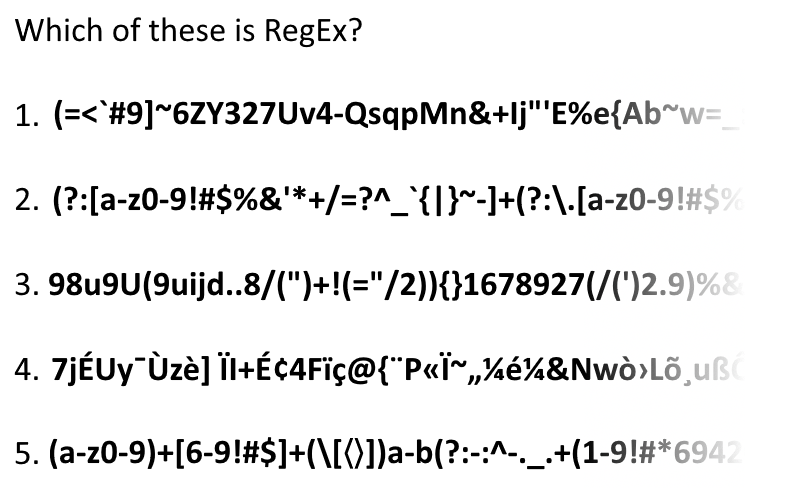 Which of these is RegEx?
1. (=<`#9]~6ZY327Uv4-QsqpMn&+Ij"'E%e{Ab~w=_
2. (?:[a-z0-9!#$%&'*+/=?^_`{|}~-]+(?:\.[a-z0-9!#$%
3. 98u9U(9uijd..8/(")+!(="/2)){}1678927(/(')2.9)%&
4. 7jÉUy¯Ùzè] ÏI+É¢4Fïç@{¨P«Ï~„¼é¼&Nwò›Lõ¸uß
5. (a-z0-9)+[6-9!#$]+(\[⟨⟩])a-b(?:-:^-._.+(1-9!#*6942